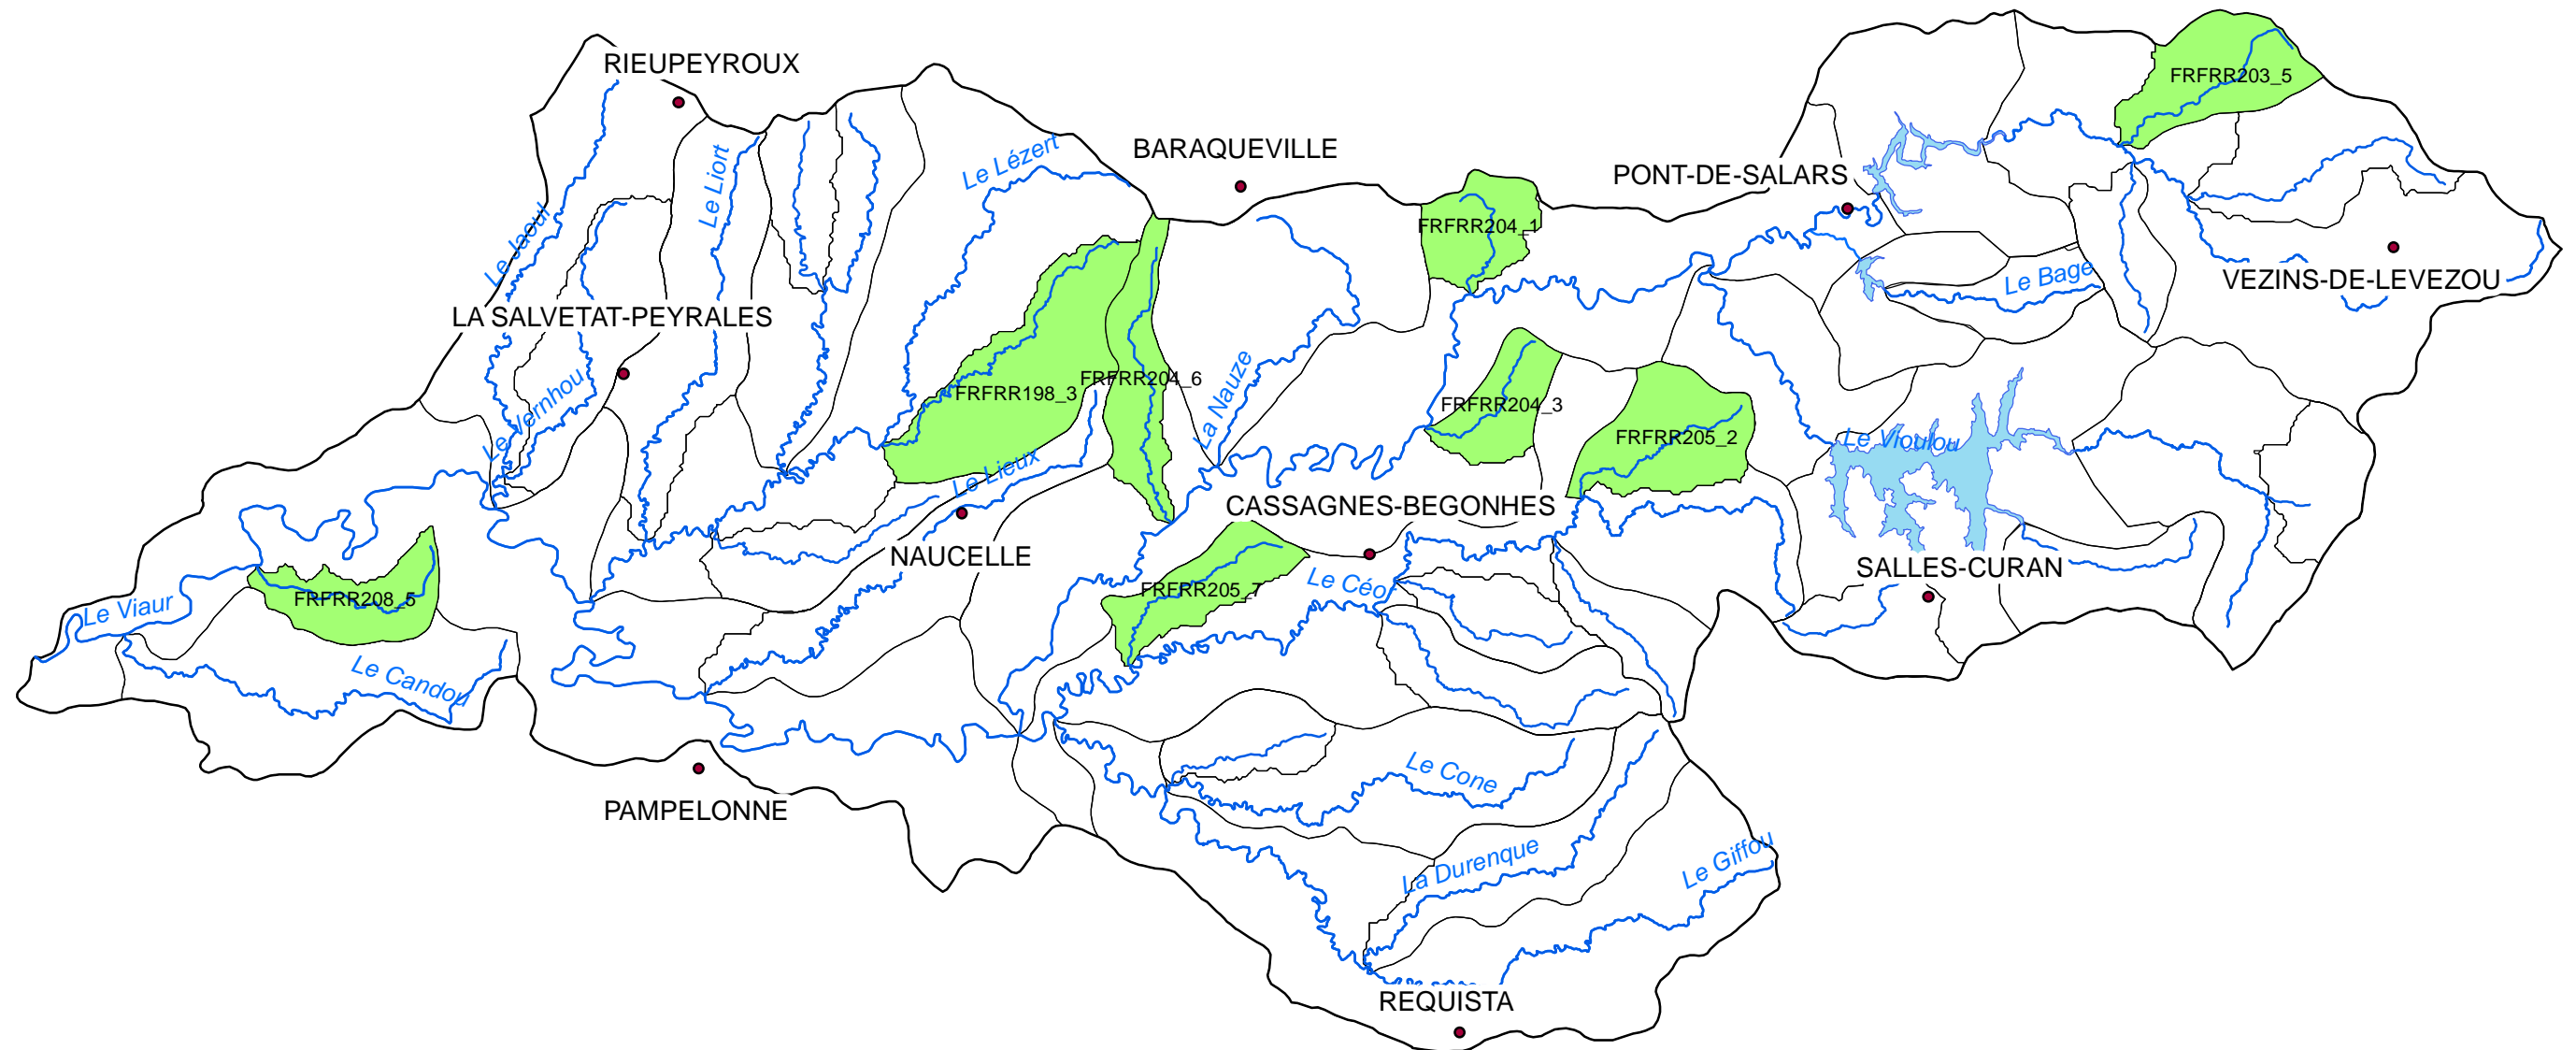 RIEUPEYROUX
FRFRR203_5
BARAQUEVILLE
Le Lézert
PONT-DE-SALARS
Le Liort
FRFRR204_1
Le Jaoul
Le Bage
VEZINS-DE-LEVEZOU
LA SALVETAT-PEYRALES
FRFRR204_6
FRFRR198_3
La Nauze
FRFRR204_3
Le Vernhou
FRFRR205_2
Le Vioulou
Le Lieux
CASSAGNES-BEGONHES
NAUCELLE
SALLES-CURAN
Le Céor
FRFRR205_7
FRFRR208_5
Le Viaur
Le Candou
Le Cone
PAMPELONNE
La Durenque
Le Giffou
REQUISTA